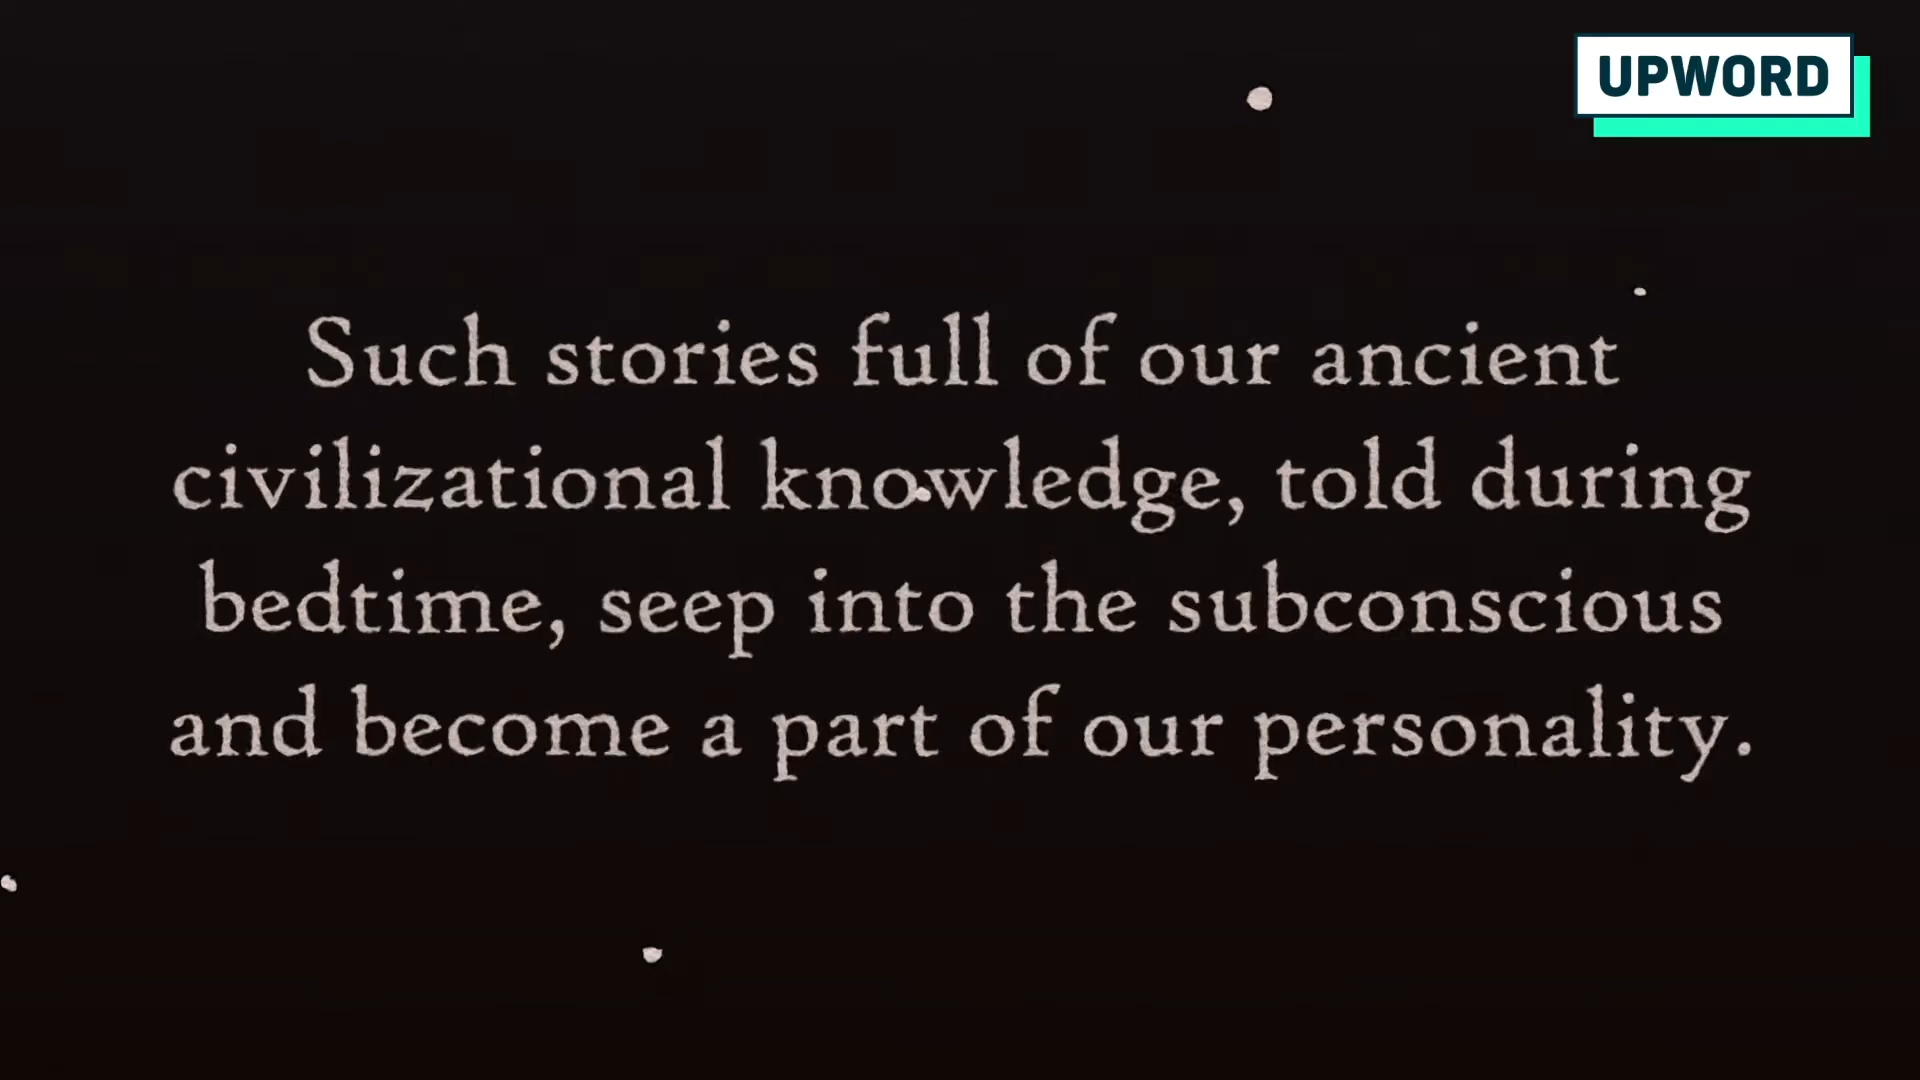 UPWORD
Such stories full of our ancient
civilizational knowledge, told during
bedtime, seep into the subconscious
and become a part of our personality.